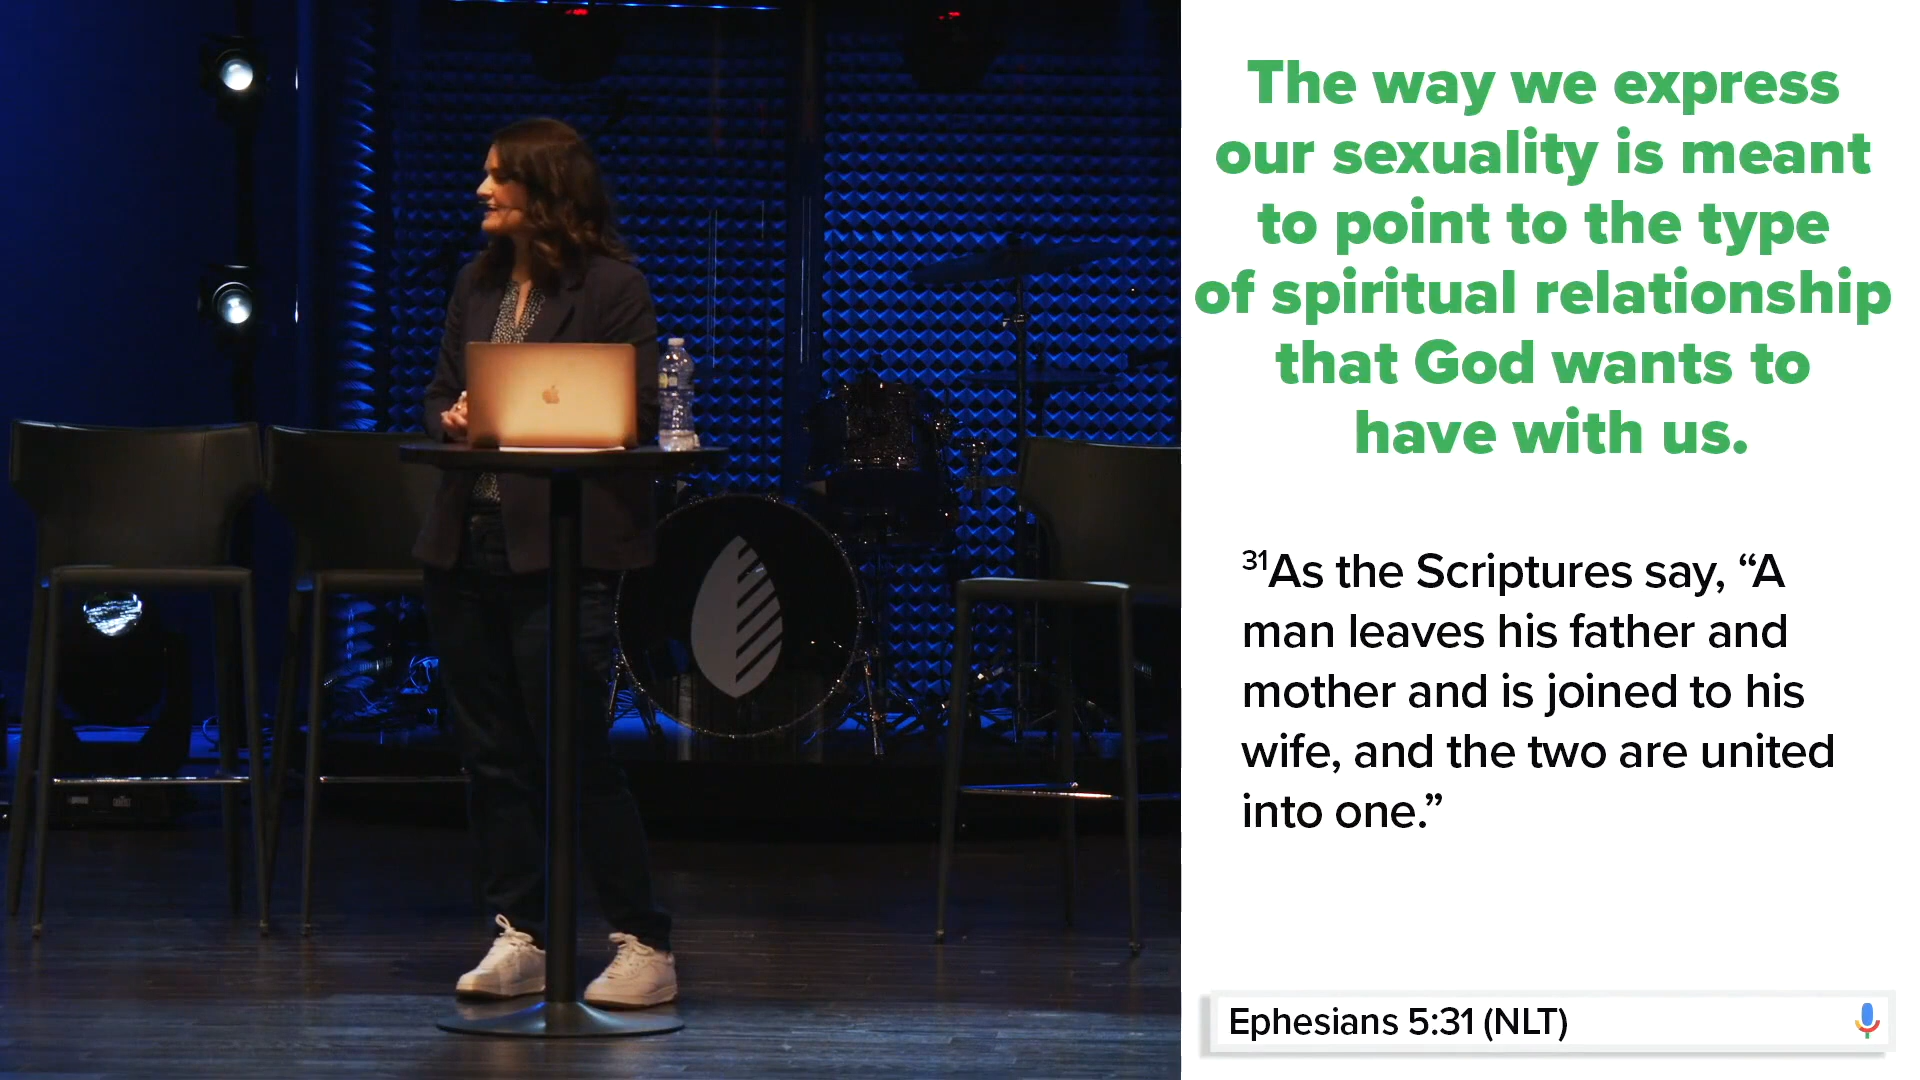 The way we express
our sexuality is meant
to point to the type
of spiritual relationship
that God wants to
have with us.
31As the Scriptures say, “A
man leaves his father and
mother and is joined to his
wife, and the two are united
into one.”
Ephesians 5:31 (NLT)